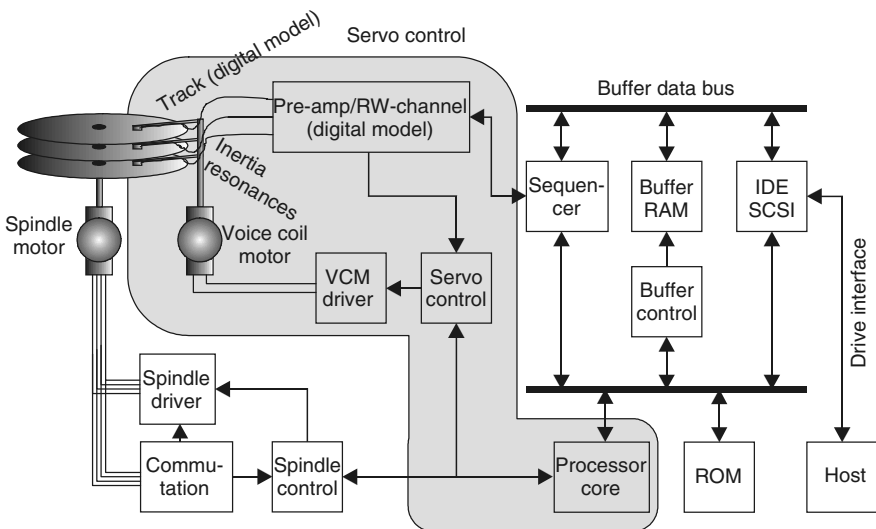 Servo control
Track (digital model)
Pre-amp/RW-channel
(digital model)
Buffer data bus
Inertia
resonances
Sequen-
cer
Buffer
RAM
IDE
SCSI
Spindle
motor
Voice coil
motor
VCM
driver
Servo
control
Buffer
control
Drive interface
Spindle
driver
Commu-
tation
Spindle
control
Processor
core
ROM
Host